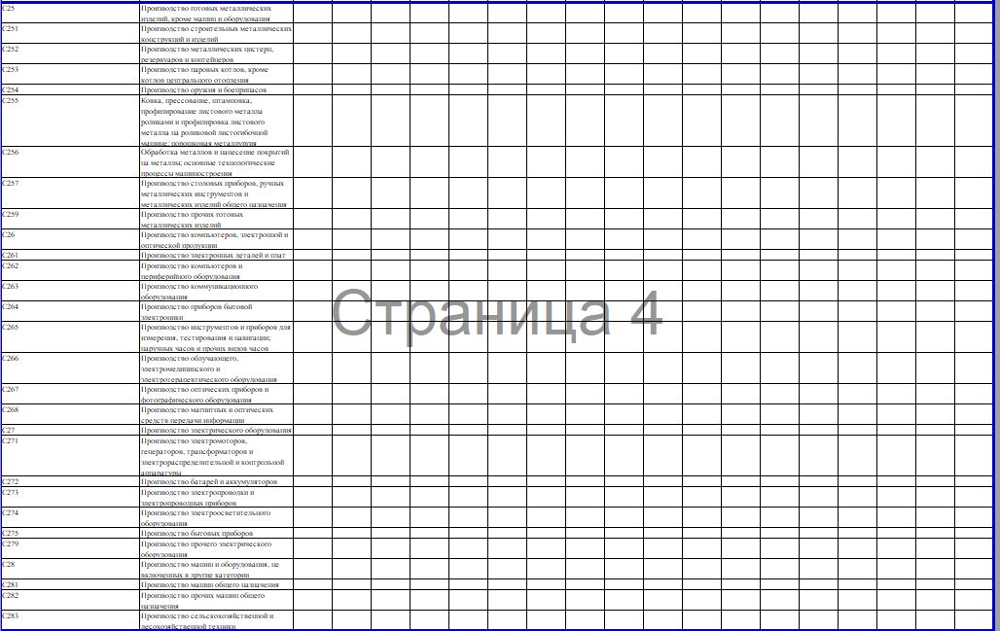 C25 Производство готовых металлических
изделий, кроме машин и оборудования
C251 Производство строительных металлических
конструкций и изделий
C252 Производство металлических цистерн,
резервуаров и контейнеров
C253 Производство паровых котлов, кроме
котлов центрального отопления
C254 Производство оружия и боеприпасов
C255 Ковка, прессование, штамповка,
профилирование листового металла
роликами и профилировка листового
металла на роликовой листогибочной
машине; порошковая металлургия
C256 Обработка металлов и нанесение покрытий
на металлы; основные технологические
процессы машиностроения
C257 Производство столовых приборов, ручных
металлических инструментов и
металлических изделий общего назначения
C259 Производство прочих готовых
металлических изделий
C26 Производство компьютеров, электронной и
оптической продукции
C261 Производство электронных деталей и плат
C262 Производство компьютеров и
периферийного оборудования
C263 Производство коммуникационного
оборудования
C264 Производство приборов бытовой
электроники
Страница 4
C265 Производство инструментов и приборов для
измерения, тестирования и навигации;
наручных часов и прочих видов часов
C266 Производство облучающего,
электромедицинского и
электротерапевтического оборудования
C267 Производство оптических приборов и
фотографического оборудования
C268 Производство магнитных и оптических
средств передачи информации
C27 Производство электрического оборудования
C271 Производство электромоторов,
генераторов, трансформаторов и
электрораспределительной и контрольной
аппаратуры
C272 Производство батарей и аккумуляторов
C273 Производство электропроводки и
электропроводных приборов
C274 Производство электроосветительного
оборудования
C275 Производство бытовых приборов
C279 Производство прочего электрического
оборудования
C28 Производство машин и оборудования, не
включенных в другие категории
C281 Производство машин общего назначения
C282 Производство прочих машин общего
назначения
C283 Производство сельскохозяйственной и
лесохозяйственной техники